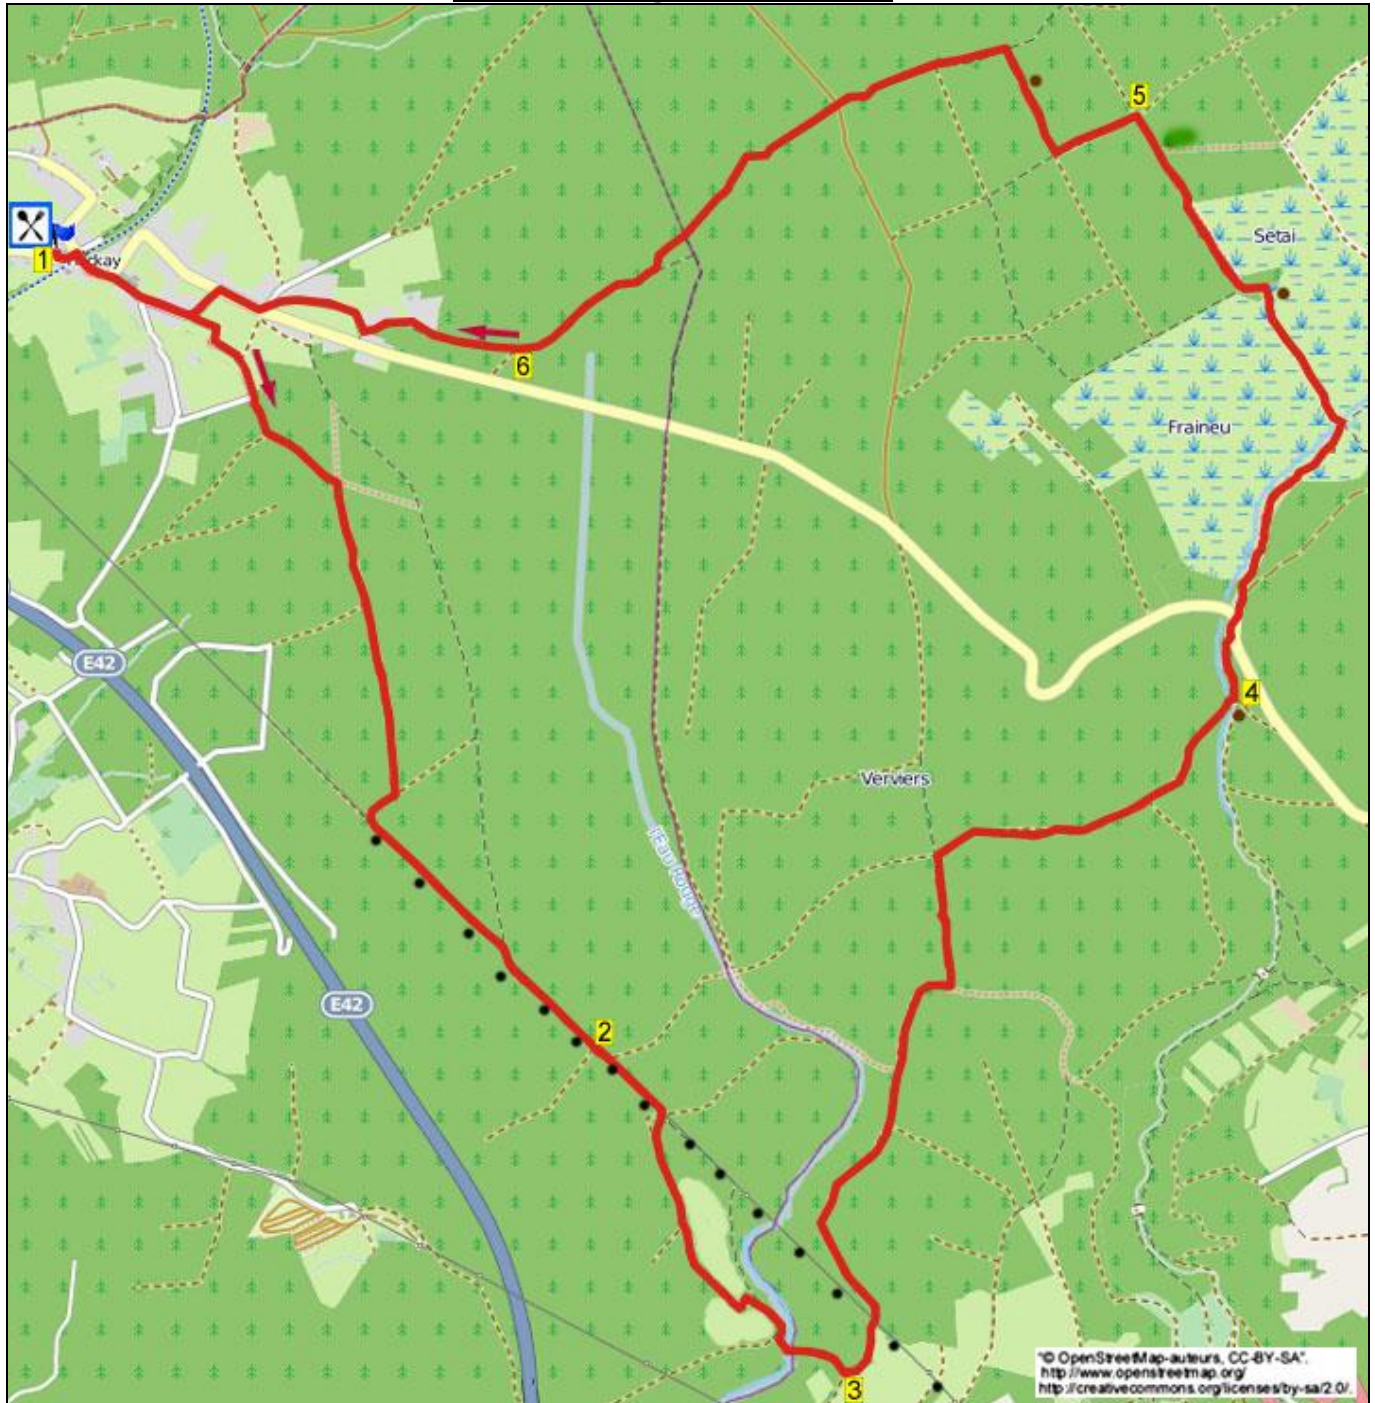 5
Setai
1
6
Fraineu
E42
4
Verviers
l'Eau Rouge
E42
2
3
"© OpenStreetMap-auteurs, CC-BY-SA".
http://www.openstreetmap.org/
http://creativecommons.org/licenses/by-sa/2.0/.